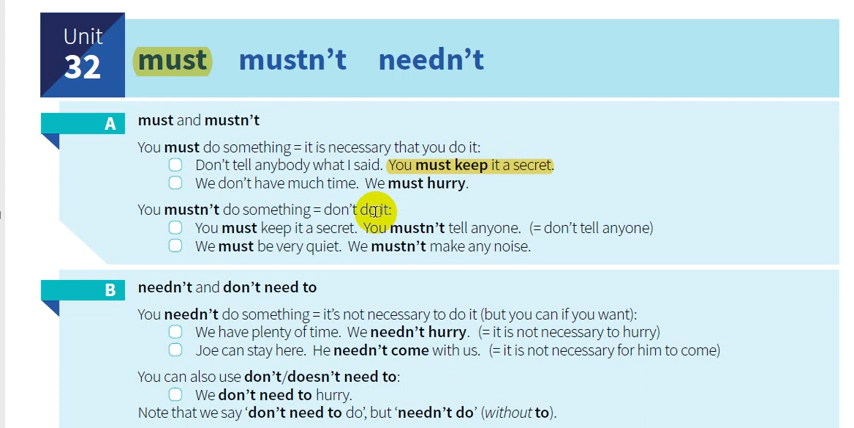 Unit
32
must mustn't needn't
A
must and mustn't
You must do something = it is necessary that you do it:
Don't tell anybody what I said. You must keep it a secret.
We don't have much time. We must hurry.
You mustn't do something = don't do it:
You must keep it a secret. You mustn't tell anyone. (= don't tell anyone)
We must be very quiet. We mustn't make any noise.
B
needn't and don't need to
You needn't do something = it's not necessary to do it (but you can if you want):
We have plenty of time. We needn't hurry. (= it is not necessary to hurry)
Joe can stay here. He needn't come with us. (= it is not necessary for him to come)
You can also use don't/doesn't need to:
We don't need to hurry.
Note that we say 'don't need to do', but 'needn't do' (without to).